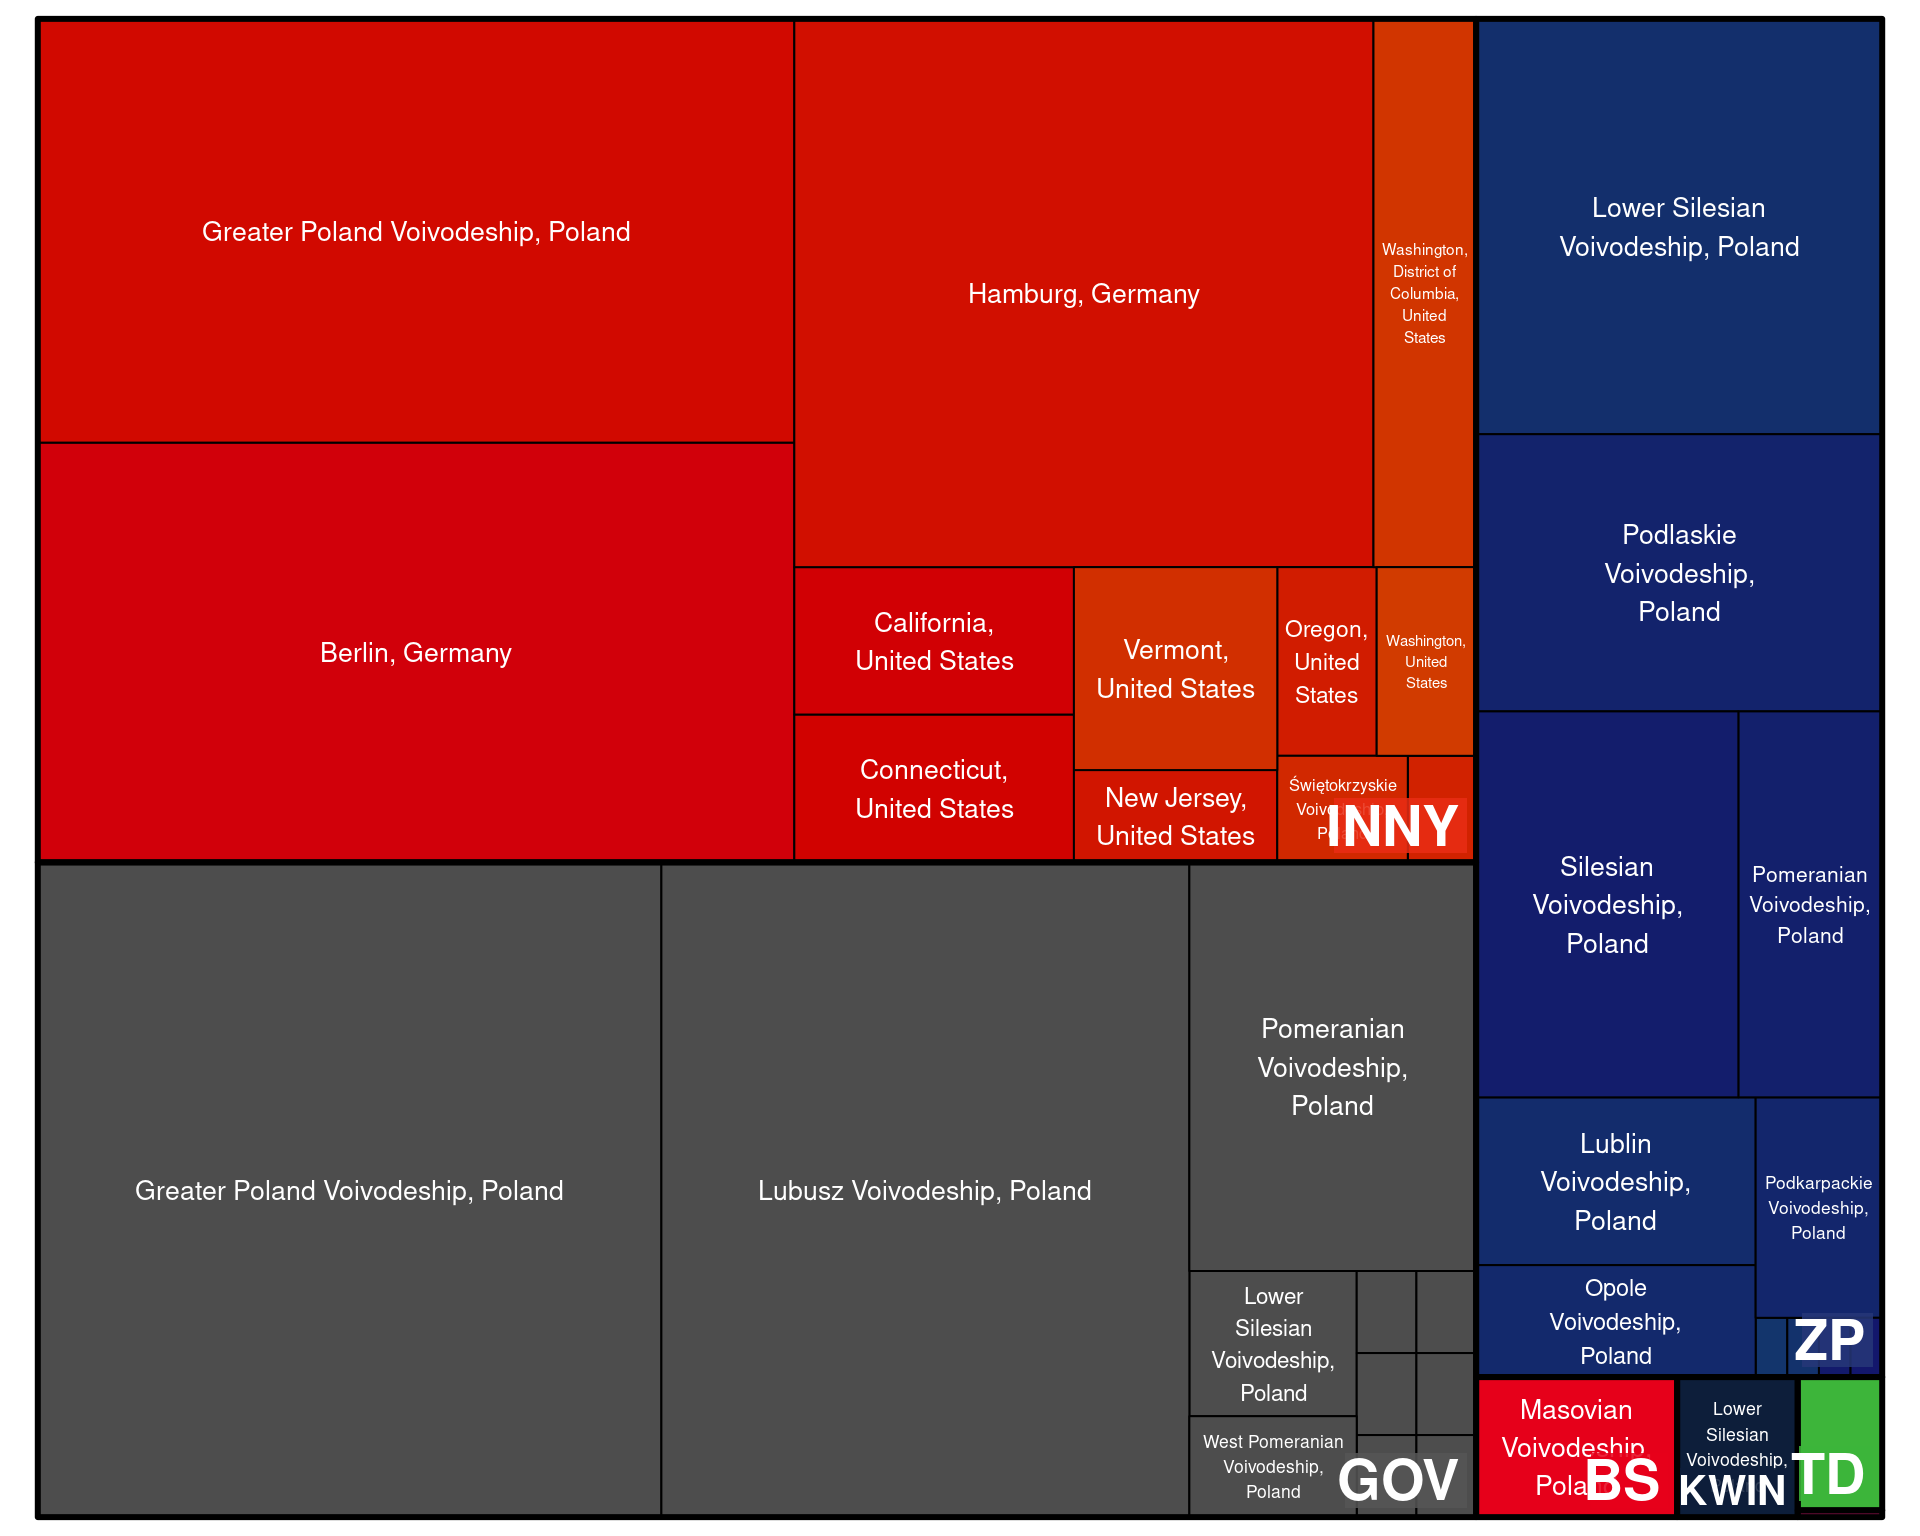 Greater Poland Voivodeship, Poland
Berlin, Germany
Hamburg, Germany
Washington,
District of
Columbia,
United
States
California,
United States
Connecticut,
United States
Vermont,
United States
New Jersey,
United States
Oregon,
United
States
Washington,
United
States
Świętokrzyskie
INNY
Greater Poland Voivodeship, Poland
Lubusz Voivodeship, Poland
Pomeranian
Voivodeship,
Poland
Lower
Silesian
Voivodeship,
Poland
West Pomeranian
Voivodeship,
Poland
GOV
Lower Silesian
Voivodeship, Poland
Podlaskie
Voivodeship,
Poland
Silesian
Voivodeship,
Poland
Pomeranian
Voivodeship,
Poland
Lublin
Voivodeship,
Poland
Podkarpackie
Voivodeship,
Poland
Opole
Voivodeship,
Poland
ZP
Masovian
Voivodeship,
BS
Lower
Silesian
Voivodeship,
KWIN
TD